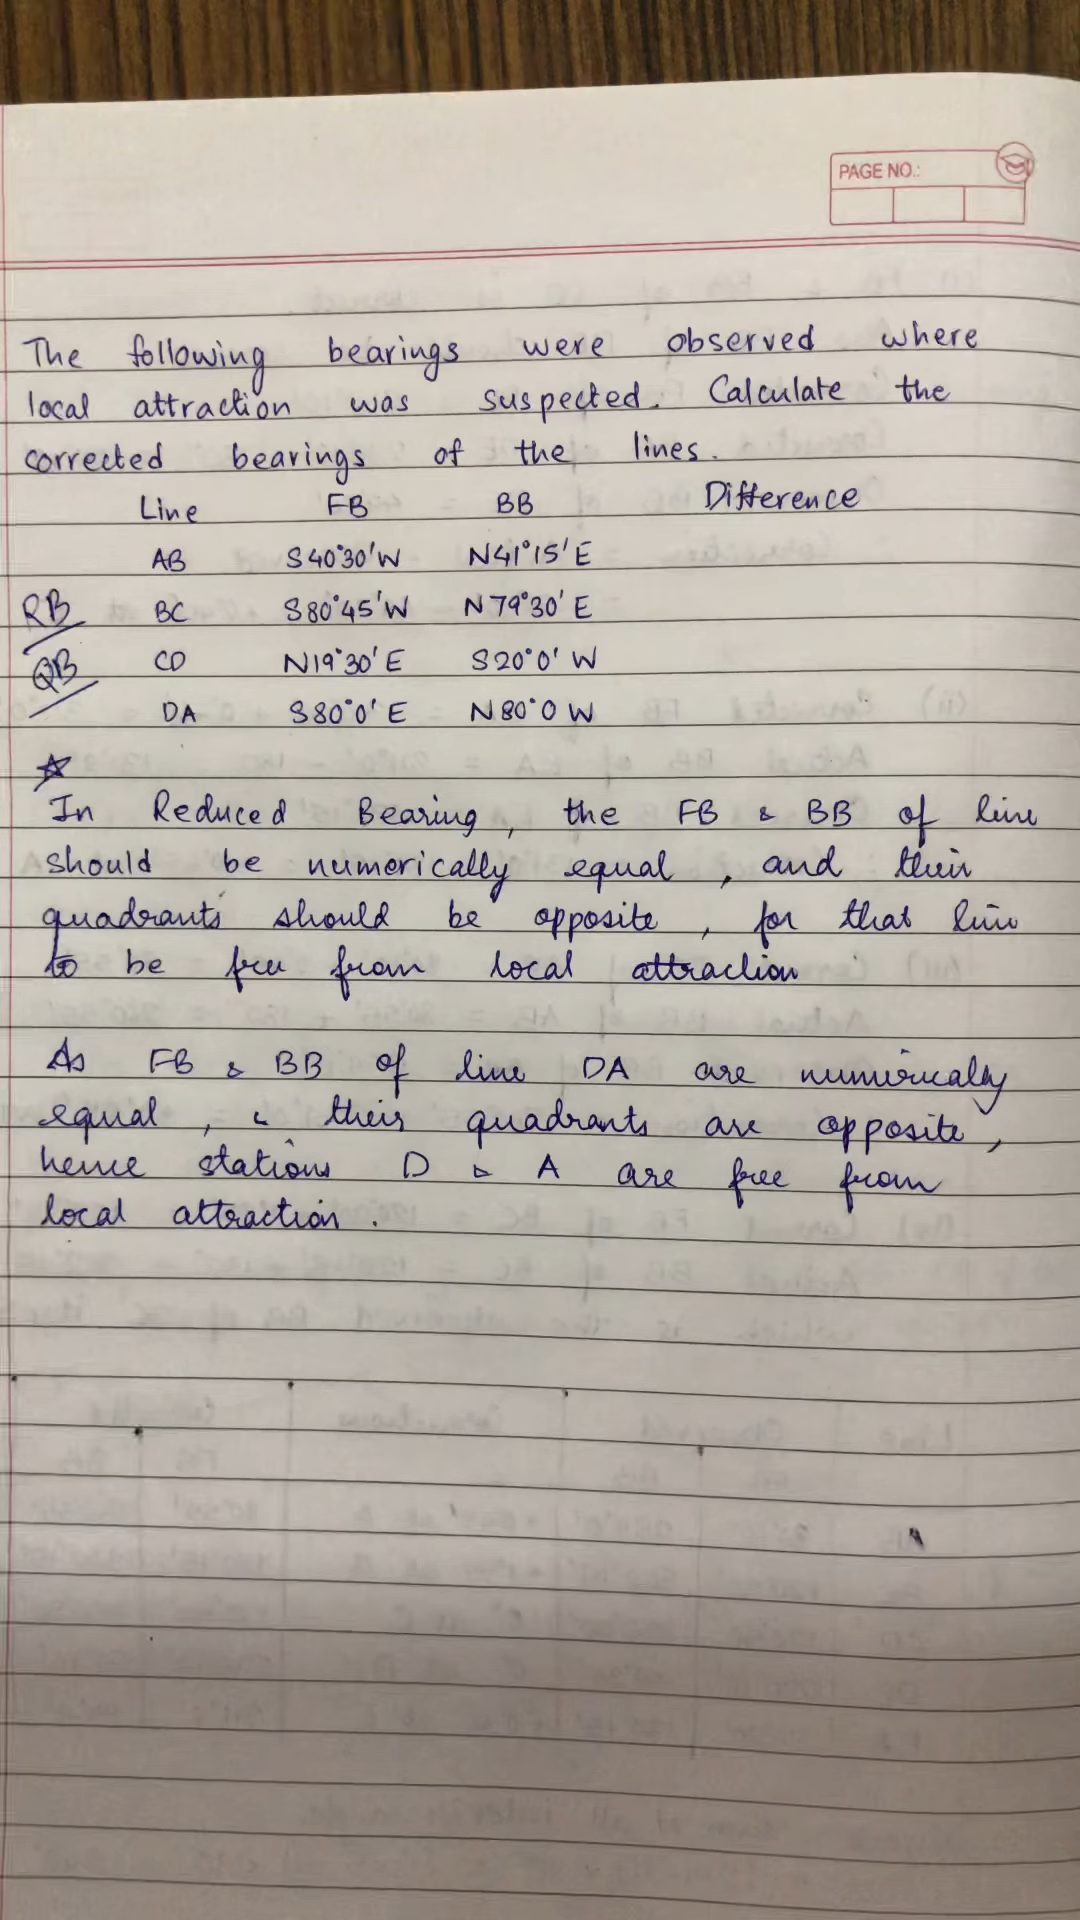 PAGE NO.:
The following bearings were observed where
local attraction was suspected. Calculate the
corrected bearings of the lines.
Line FB BB Difference
AB S40°30'W N41°15'E
RB BC S80°45'W N79°30'E
QB CD N19°30'E S20°0'W
DA S80°0'E N80°0 W
In Reduced Bearing, the FB & BB of line
should be numerically equal, and their
quadrants should be opposite, for that line
to be free from local attraction
As FB & BB of line DA are numerically
equal, & their quadrants are opposite,
hence stations D & A are free from
local attraction.